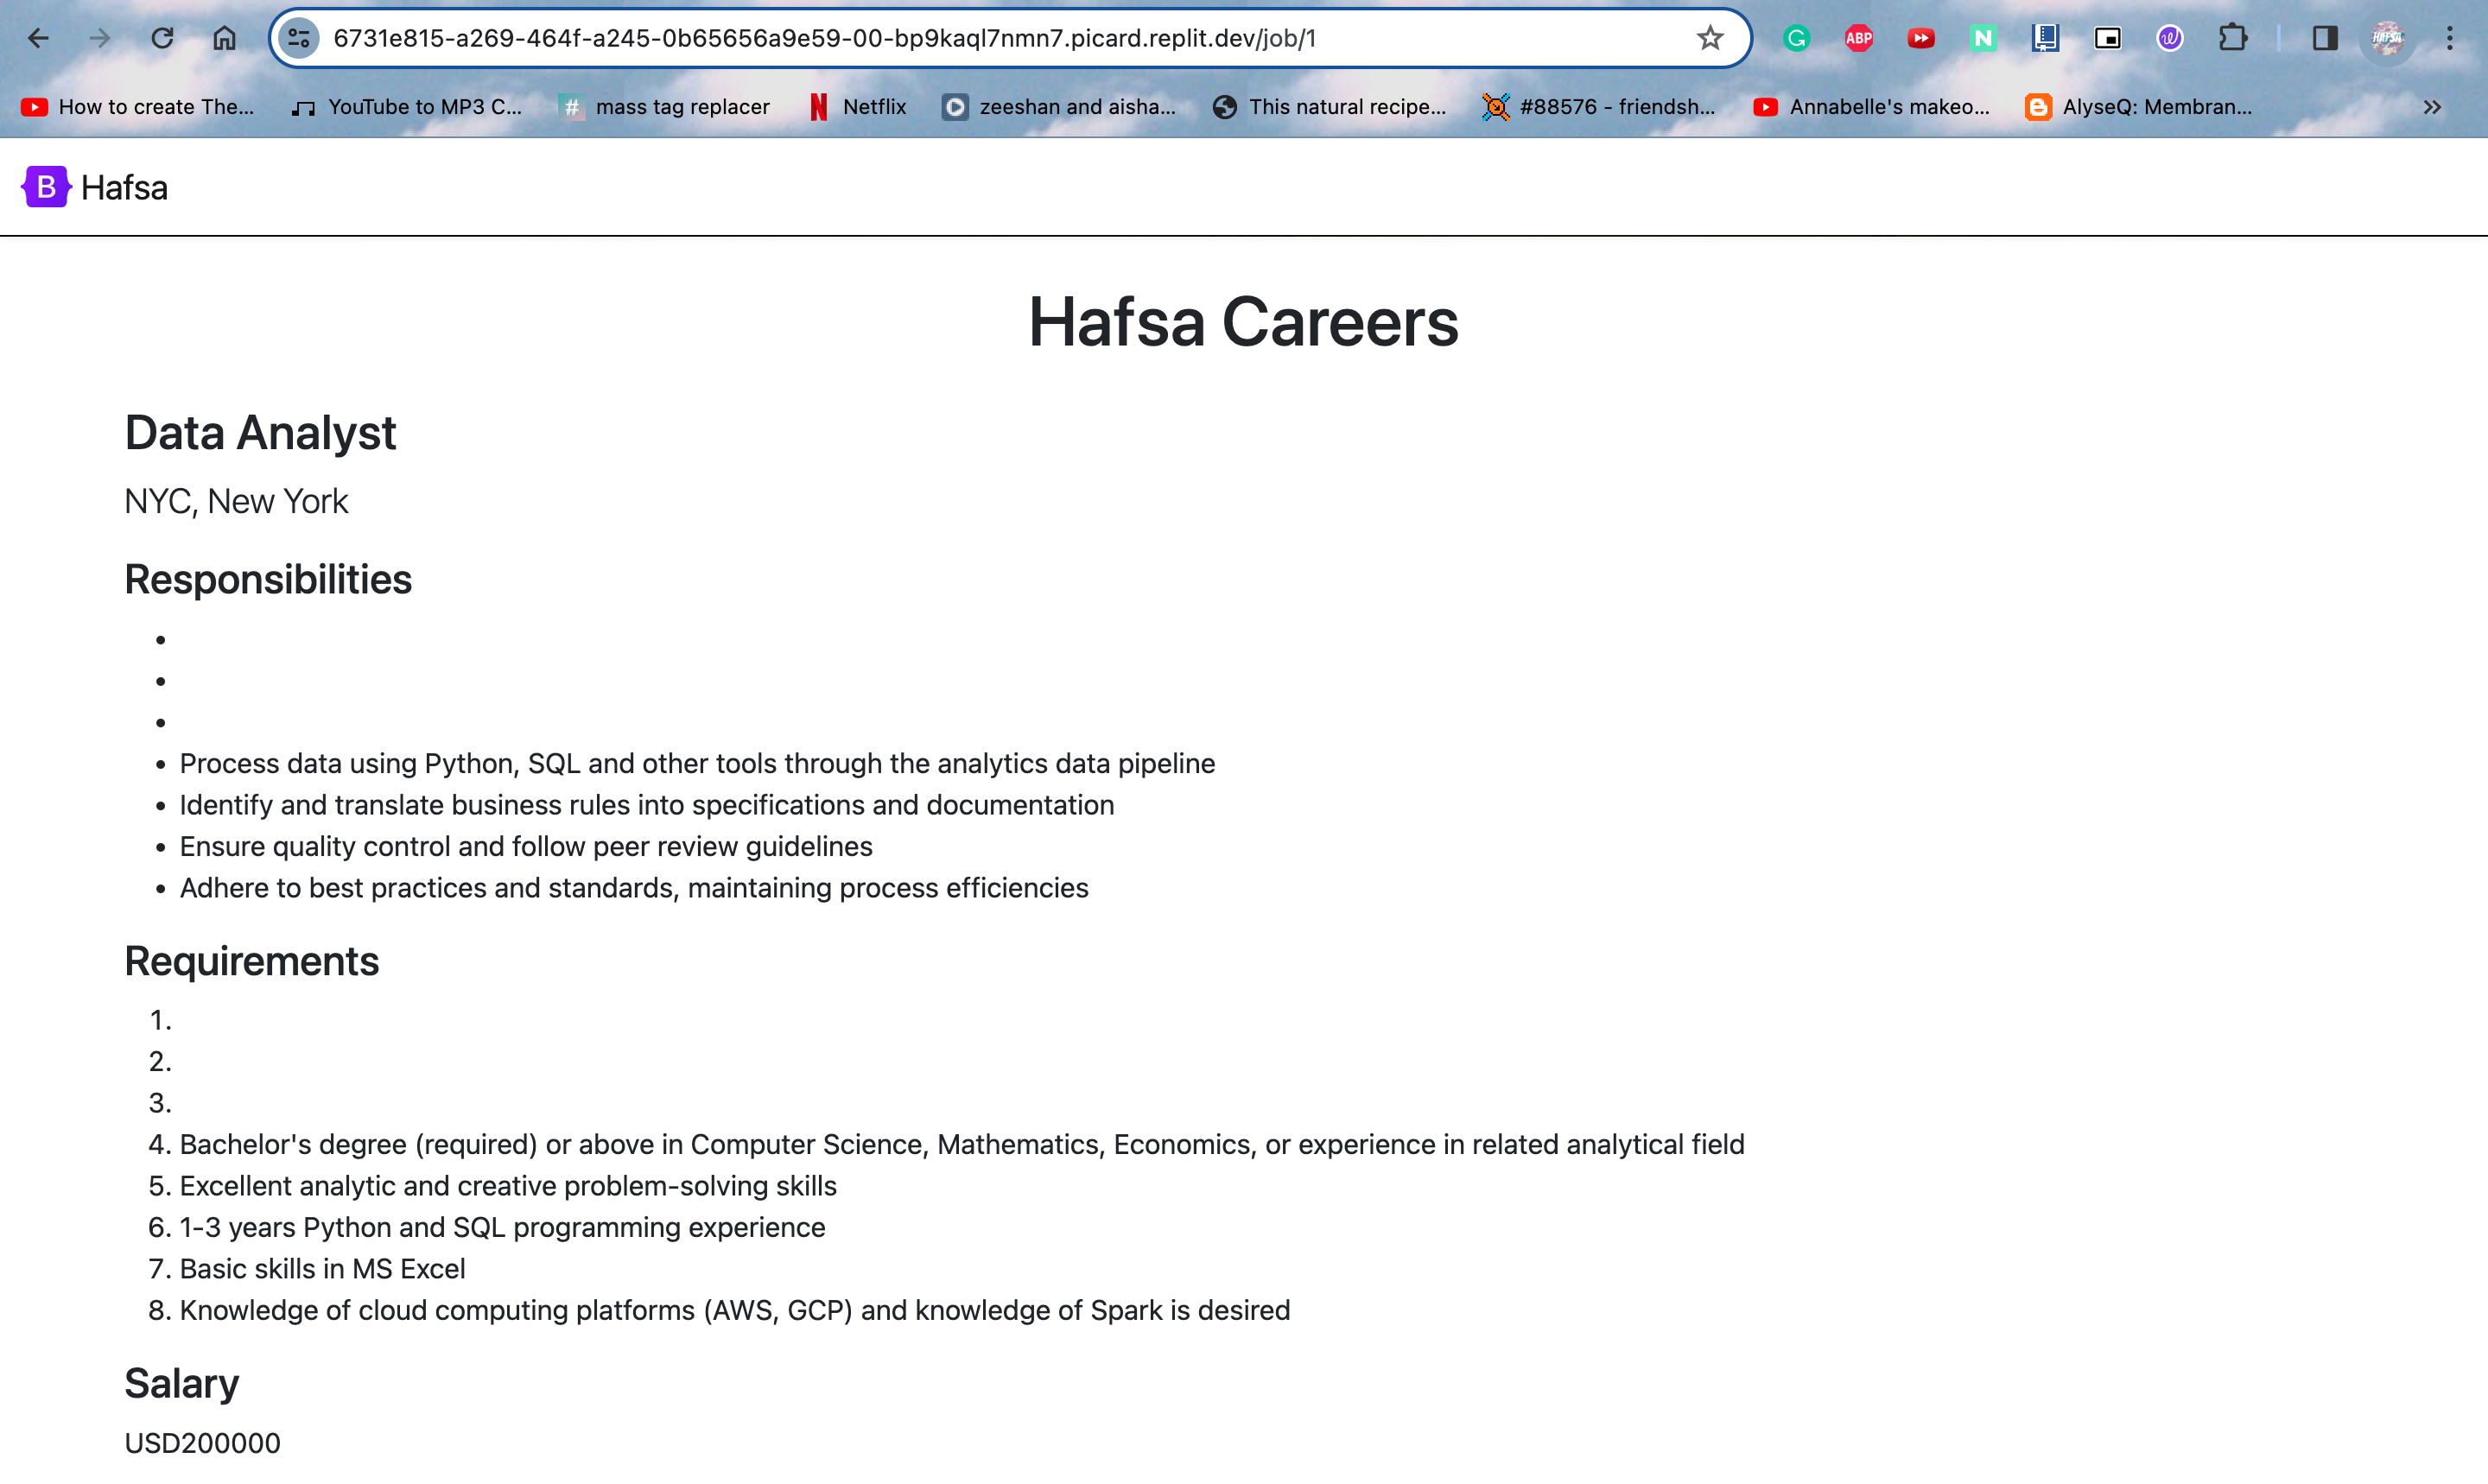 6731e815-a269-464f-a245-0b65656a9e59-00-bp9kaql7nmn7.picard.replit.dev/job/1
ABP
N
HAFSA
How to create The...
YouTube to MP3 C...
# mass tag replacer
N Netflix
zeeshan and aisha...
This natural recipe...
#88576 - friendsh...
Annabelle's makeo...
AlyseQ: Membran...
B Hafsa
Hafsa Careers
Data Analyst
NYC, New York
Responsibilities
•
•
•
• Process data using Python, SQL and other tools through the analytics data pipeline
• Identify and translate business rules into specifications and documentation
• Ensure quality control and follow peer review guidelines
• Adhere to best practices and standards, maintaining process efficiencies
Requirements
1.
2.
3.
4. Bachelor's degree (required) or above in Computer Science, Mathematics, Economics, or experience in related analytical field
5. Excellent analytic and creative problem-solving skills
6. 1-3 years Python and SQL programming experience
7. Basic skills in MS Excel
8. Knowledge of cloud computing platforms (AWS, GCP) and knowledge of Spark is desired
Salary
USD200000